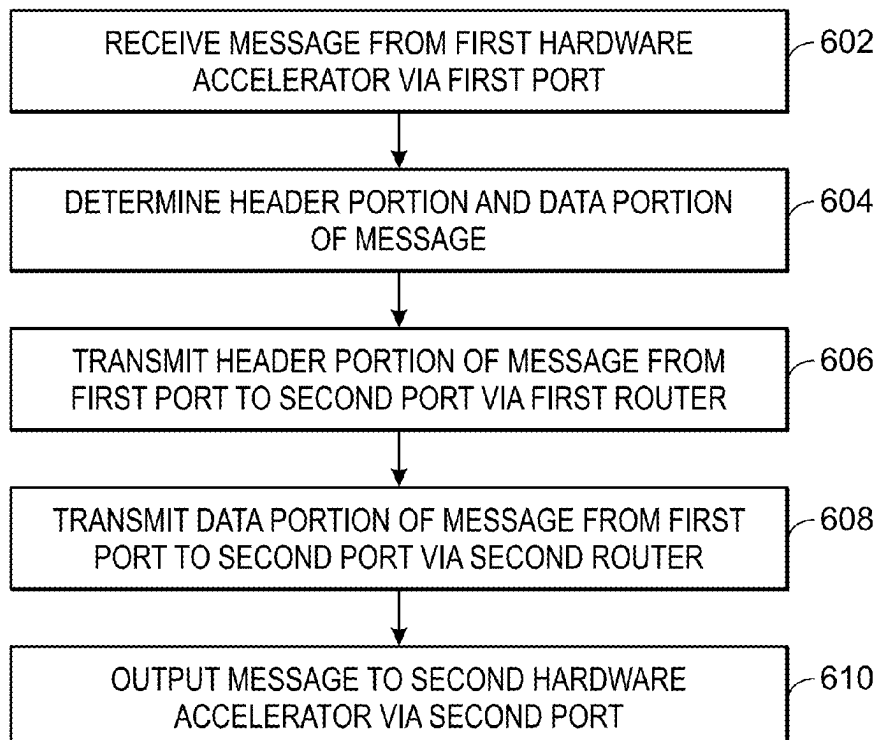 RECEIVE MESSAGE FROM FIRST HARDWARE
ACCELERATOR VIA FIRST PORT
602
DETERMINE HEADER PORTION AND DATA PORTION
OF MESSAGE
604
TRANSMIT HEADER PORTION OF MESSAGE FROM
FIRST PORT TO SECOND PORT VIA FIRST ROUTER
606
TRANSMIT DATA PORTION OF MESSAGE FROM FIRST
PORT TO SECOND PORT VIA SECOND ROUTER
608
OUTPUT MESSAGE TO SECOND HARDWARE
ACCELERATOR VIA SECOND PORT
610